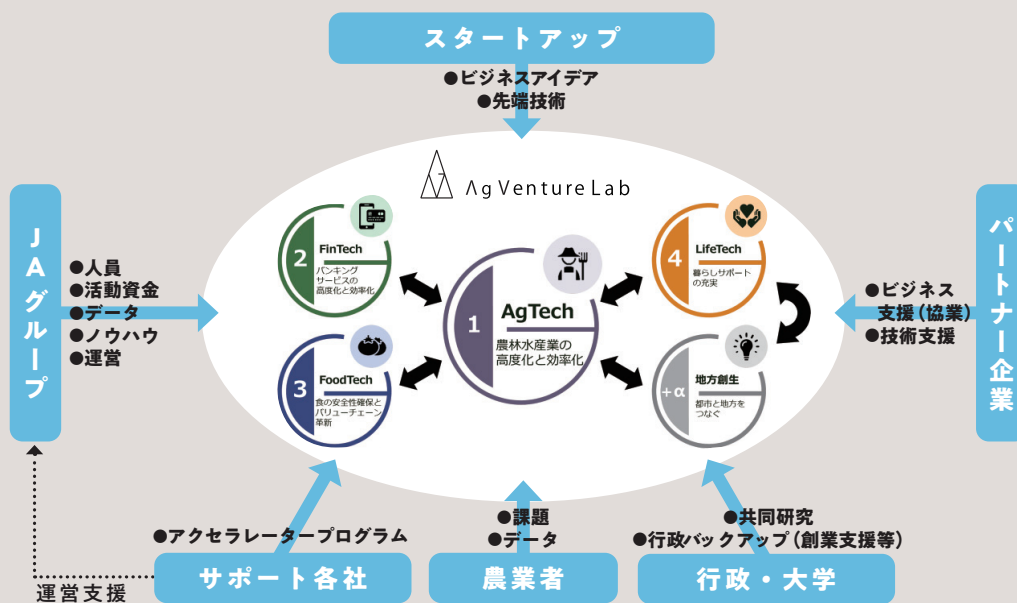 スタートアップ
●ビジネスアイデア
●先端技術
Ag Venture Lab
JAグループ
●人員
●活動資金
●データ
●ノウハウ
●運営
2
FinTech
バンキング
サービスの
高度化と効率化
1
AgTech
農林水産業の
高度化と効率化
4
LifeTech
暮らしサポート
の充実
3
FoodTech
食の安全性確保と
バリューチェーン
革新
+α
地方創生
都市と地方を
つなぐ
●ビジネス
支援(協業)
●技術支援
パートナー企業
●アクセラレータープログラム
サポート各社
運営支援
●課題
●データ
農業者
●共同研究
●行政バックアップ(創業支援等)
行政・大学